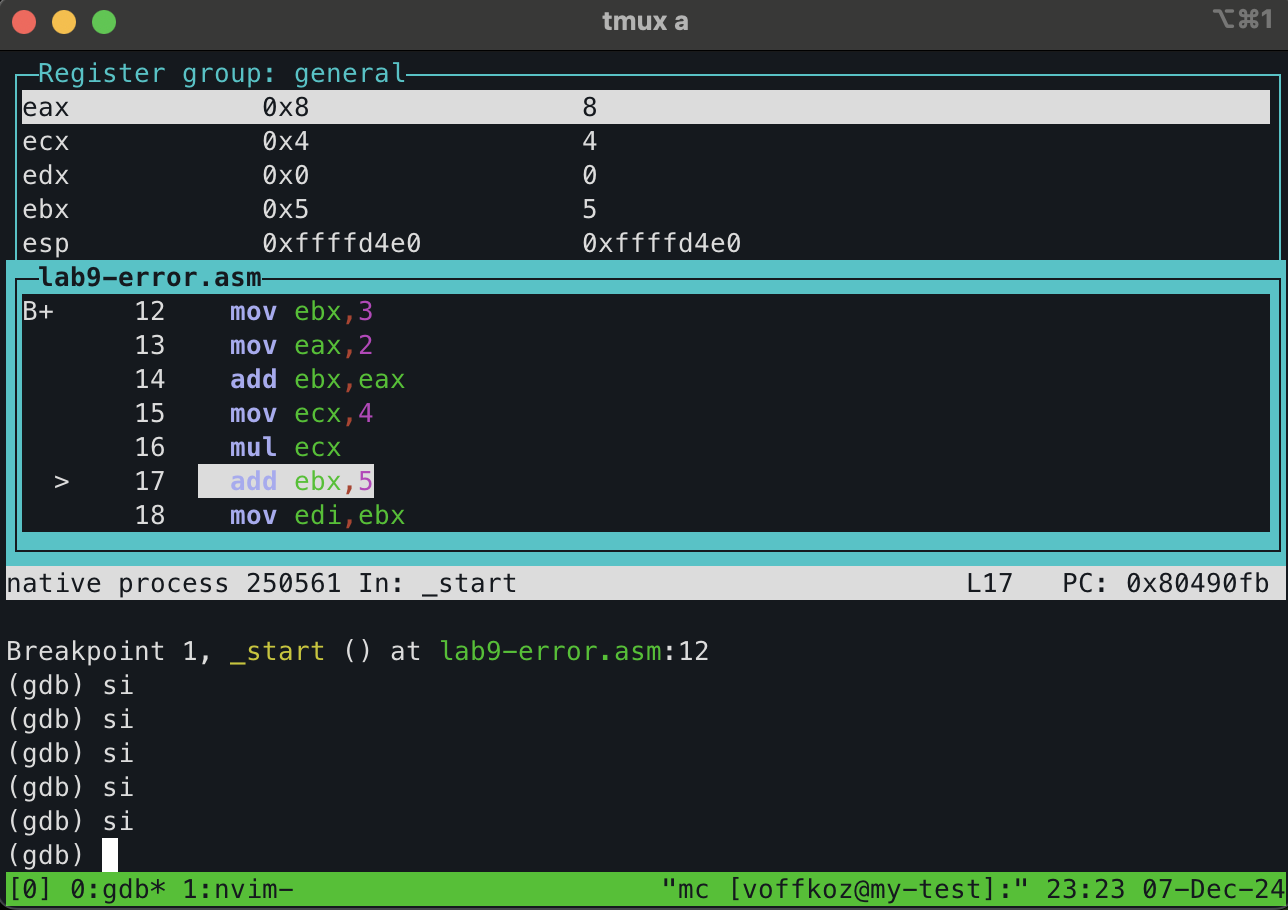 tmux a ⌥⌘1
Register group: general
eax 0x8 8
ecx 0x4 4
edx 0x0 0
ebx 0x5 5
esp 0xffffd4e0 0xffffd4e0
lab9-error.asm
B+ 12 mov ebx,3
13 mov eax,2
14 add ebx,eax
15 mov ecx,4
16 mul ecx
> 17 add ebx,5
18 mov edi,ebx
native process 250561 In: _start L17 PC: 0x80490fb
Breakpoint 1, _start () at lab9-error.asm:12
(gdb) si
(gdb) si
(gdb) si
(gdb) si
(gdb) si
(gdb)
[0] 0:gdb* 1:nvim- "mc [voffkoz@my-test]:" 23:23 07-Dec-24